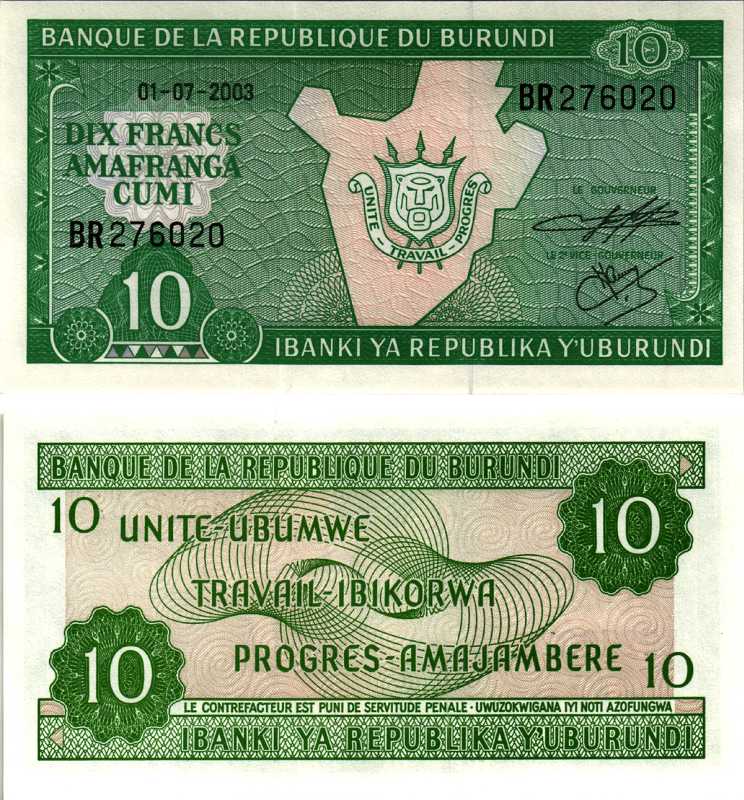 BANQUE DE LA REPUBLIQUE DU BURUNDI
10
01-07-2003
BR276020
DIX FRANCS
AMAFRANGA
CUMI
UNITE - TRAVAIL - PROGRES
LE GOUVERNEUR
BR276020
LE 2e VICE GOUVERNEUR
10
IBANKI YA REPUBLIKA Y'UBURUNDI
BANQUE DE LA REPUBLIQUE DU BURUNDI
10
UNITE-UBUMWE
10
TRAVAIL-IBIKORWA
PROGRES-AMAJAMBERE
10
10
LE CONTREFACTEUR EST PUNI DE SERVITUDE PENALE · UWUZOKWIGANA IYI NOTI AZOFUNGWA
IBANKI YA REPUBLIKA Y'UBURUNDI